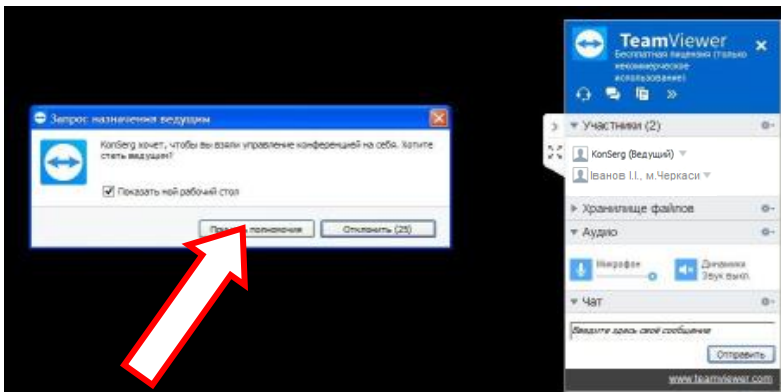 TeamViewer
Бесплатная лицензия (только
некоммерческое
использование)
Запрос назначения ведущим
KonSerg хочет, чтобы вы взяли управление конференцией на себя. Хотите
стать ведущим?
Показать мой рабочий стол
полномочия
Отклонить (25)
Участники (2)
KonSerg (Ведущий)
Іванов І.І., м.Черкаси
Хранилище файлов
Аудио
Микрофон
Динамики
Звук выкл.
Чат
Введите здесь своё сообщение
Отправить
www.teamviewer.com